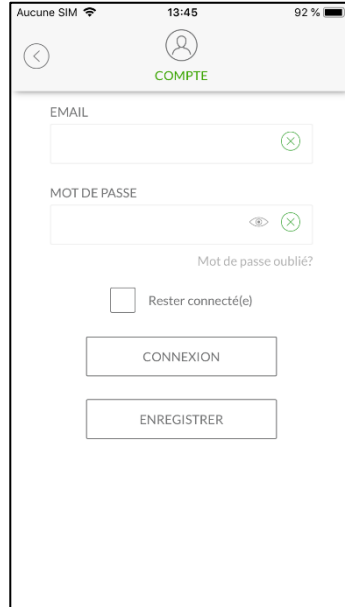 Aucune SIM 13:45 92 %
COMPTE
EMAIL
MOT DE PASSE
Mot de passe oublié?
Rester connecté(e)
CONNEXION
ENREGISTRER